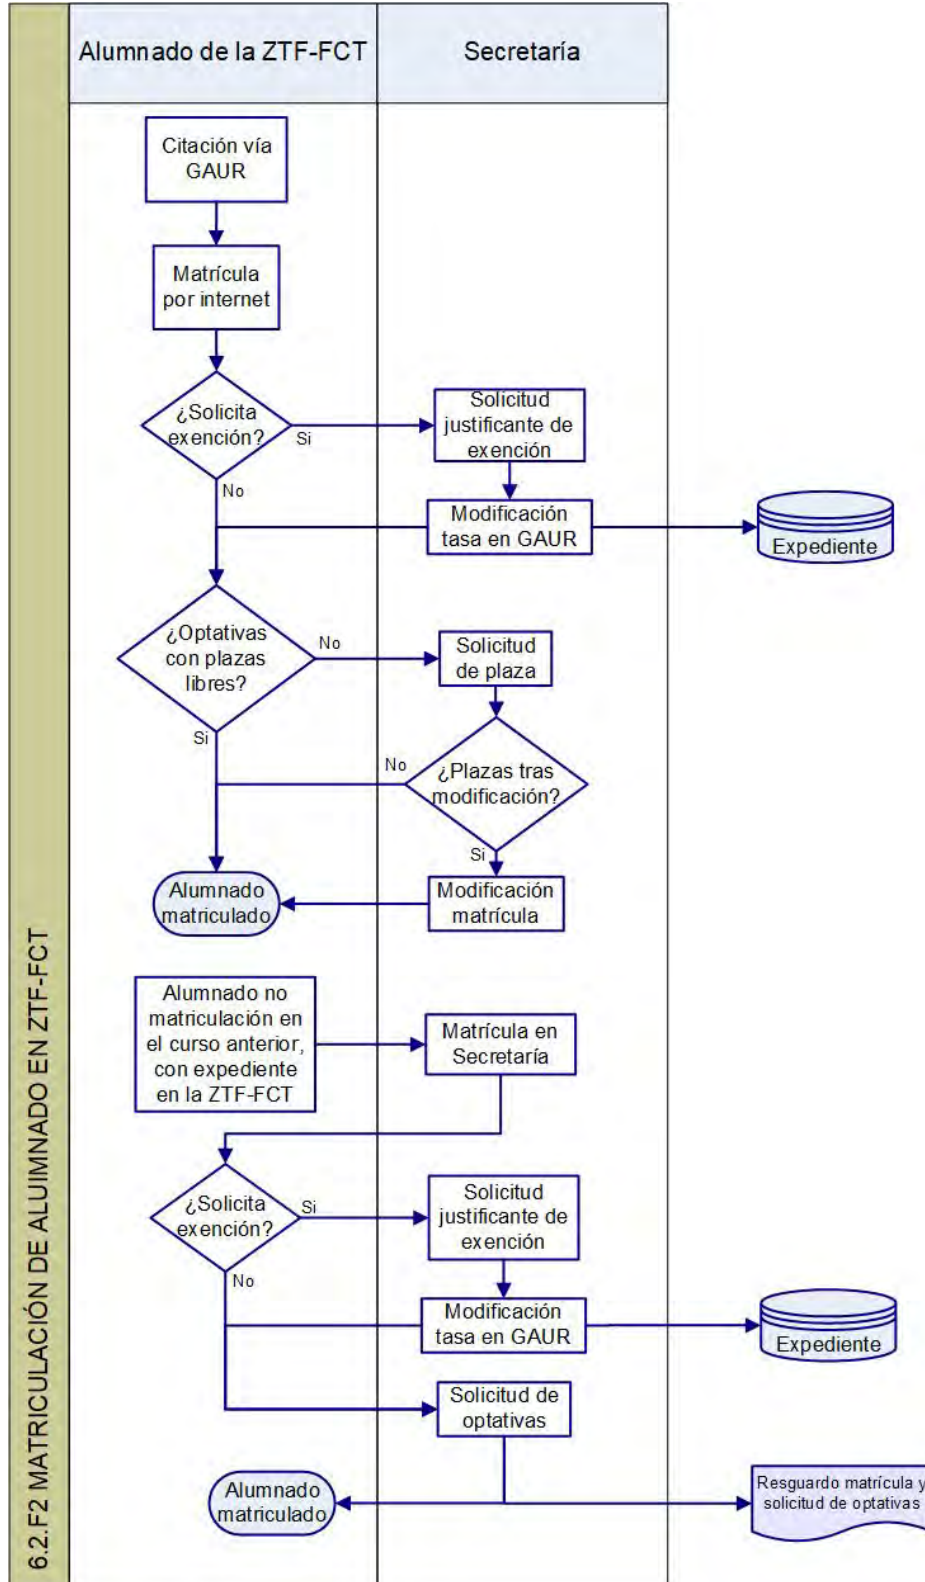 6.2.F2 MATRICULACIÓN DE ALUIMNADO EN ZTF-FCT
Alumnado de la ZTF-FCT
Secretaría
Citación vía
GAUR
Matrícula
por internet
¿Solicita
exención?
Si
No
Solicitud
justificante de
exención
Modificación
tasa en GAUR
Expediente
¿Optativas
con plazas
libres?
No
Si
Solicitud
de plaza
¿Plazas tras
modificación?
No
Si
Alumnado
matriculado
Modificación
matrícula
Alumnado no
matriculación en
el curso anterior,
con expediente
en la ZTF-FCT
Matrícula en
Secretaría
¿Solicita
exención?
Si
No
Solicitud
justificante de
exención
Modificación
tasa en GAUR
Expediente
Solicitud de
optativas
Alumnado
matriculado
Resguardo matrícula y
solicitud de optativas